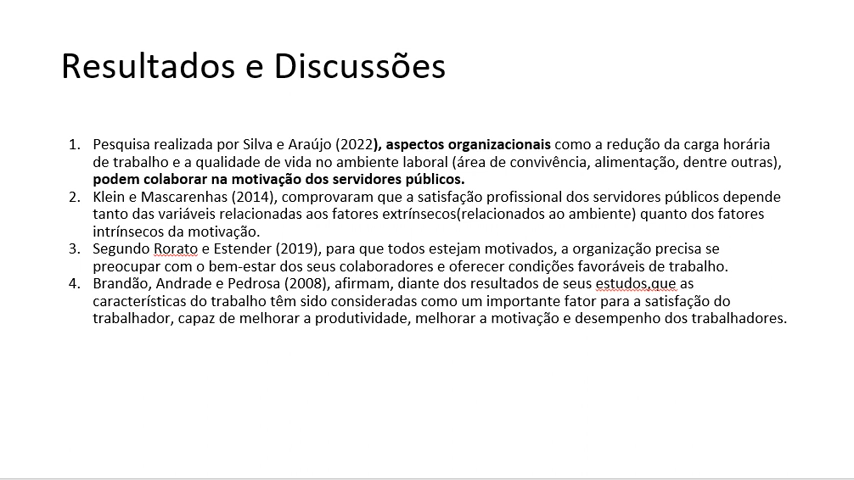 Resultados e Discussões
1. Pesquisa realizada por Silva e Araújo (2022), aspectos organizacionais como a redução da carga horária
de trabalho e a qualidade de vida no ambiente laboral (área de convivência, alimentação, dentre outras),
podem colaborar na motivação dos servidores públicos.
2. Klein e Mascarenhas (2014), comprovaram que a satisfação profissional dos servidores públicos depende
tanto das variáveis relacionadas aos fatores extrínsecos(relacionados ao ambiente) quanto dos fatores
intrínsecos da motivação.
3. Segundo Rorato e Estender (2019), para que todos estejam motivados, a organização precisa se
preocupar com o bem-estar dos seus colaboradores e oferecer condições favoráveis de trabalho.
4. Brandão, Andrade e Pedrosa (2008), afirmam, diante dos resultados de seus estudos,que as
características do trabalho têm sido consideradas como um importante fator para a satisfação do
trabalhador, capaz de melhorar a produtividade, melhorar a motivação e desempenho dos trabalhadores.